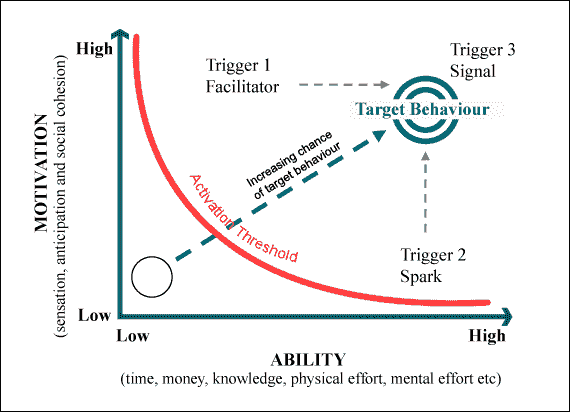 High
Trigger 1
Facilitator
Trigger 3
Signal
Target Behaviour
MOTIVATION
(sensation, anticipation and social cohesion)
Increasing chance
of target behaviour
Activation Threshold
Trigger 2
Spark
Low
Low
High
ABILITY
(time, money, knowledge, physical effort, mental effort etc)